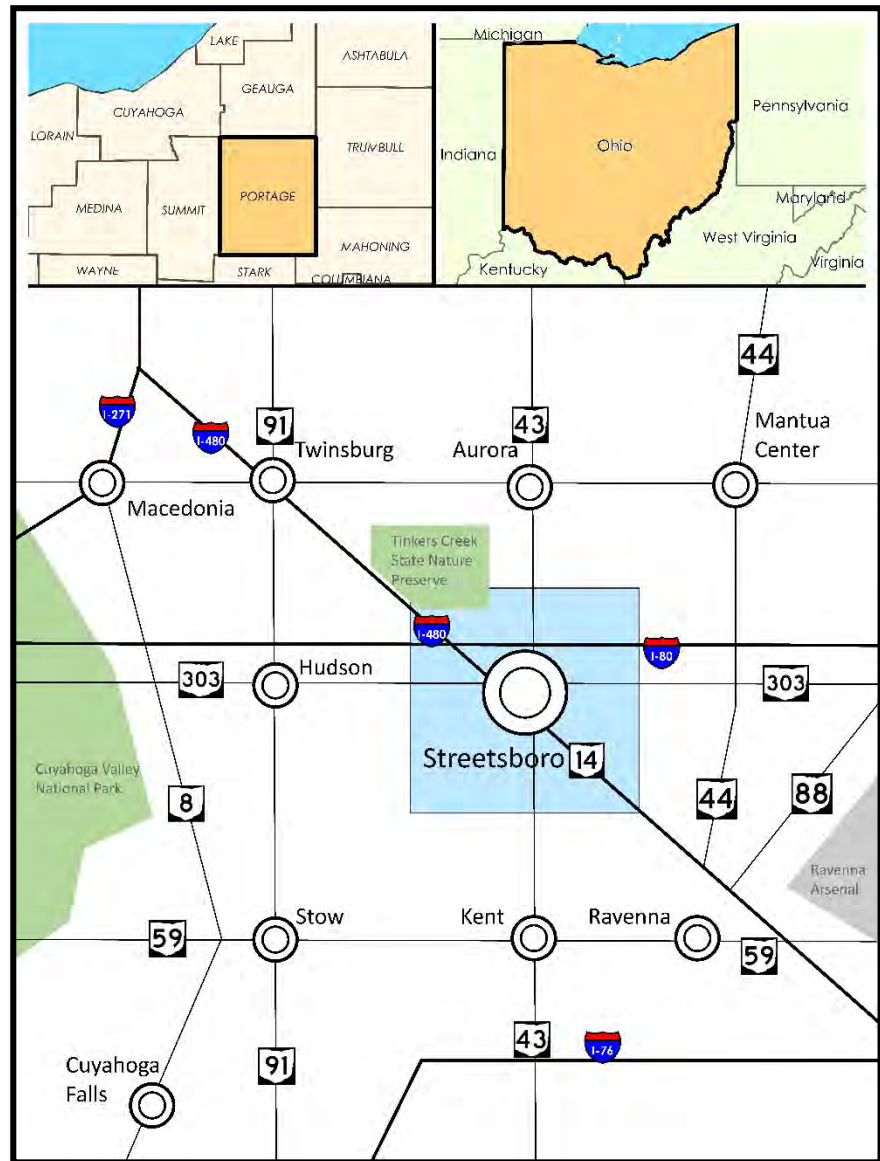 LAKE
ASHTABULA
GEAUGA
CUYAHOGA
LORAIN
TRUMBULL
PORTAGE
MEDINA
SUMMIT
MAHONING
WAYNE
STARK
COLUMBIANA
Michigan
Pennsylvania
Indiana
Ohio
Maryland
West Virginia
Virginia
Kentucky
44
I-271
91
43
I-480
Twinsburg
Aurora
Mantua
Center
Macedonia
Tinkers Creek
State Nature
Preserve
I-480
I-80
Hudson
303
303
Streetsboro
14
Cuyahoga Valley
National Park
8
44
88
Ravenna
Arsenal
Stow
Kent
Ravenna
59
59
43
I-76
91
Cuyahoga
Falls